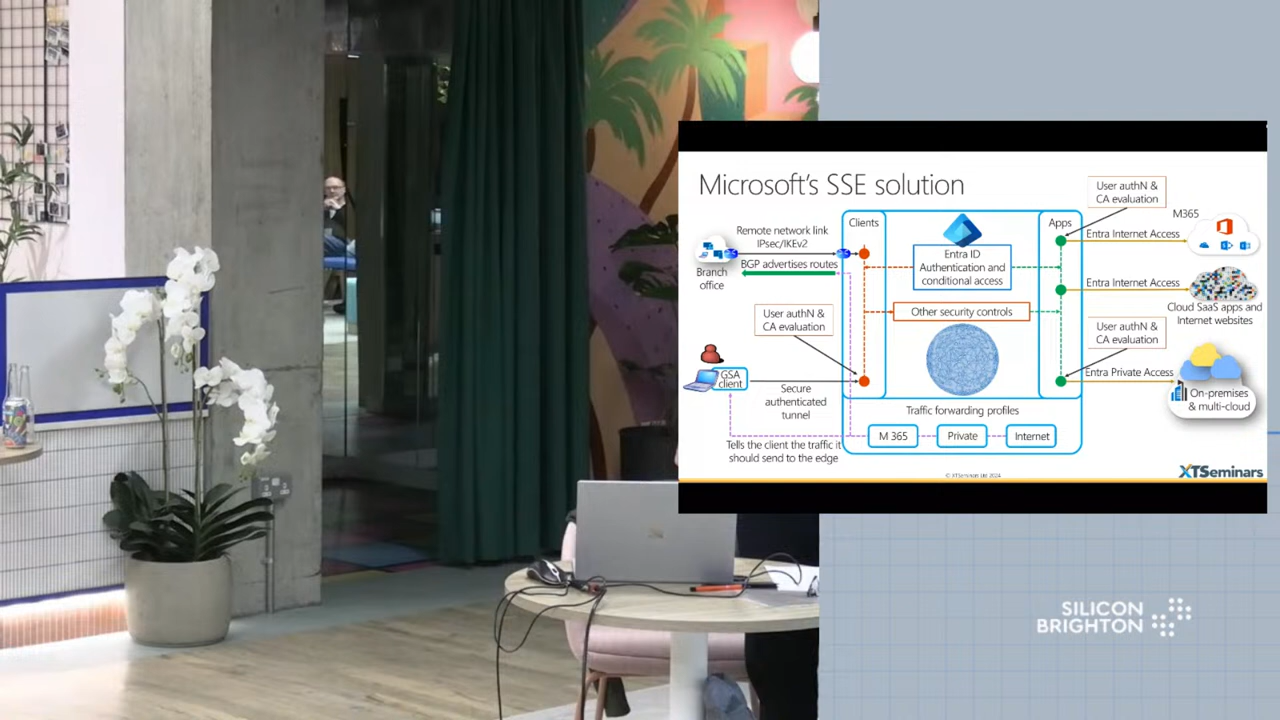 Microsoft's SSE solution
Clients
Apps
User authN &
CA evaluation
M365
Remote network link
IPsec/IKEv2
BGP advertises routes
Branch
office
Entra ID
Authentication and
conditional access
Entra Internet Access
Entra Internet Access
Cloud SaaS apps and
Internet websites
User authN &
CA evaluation
Other security controls
User authN &
CA evaluation
GSA
client
Secure
authenticated
tunnel
Entra Private Access
On-premises
& multi-cloud
Traffic forwarding profiles
M 365
Private
Internet
Tells the client the traffic it
should send to the edge
© XTSeminars Ltd 2024
XTSeminars
SILICON
BRIGHTON